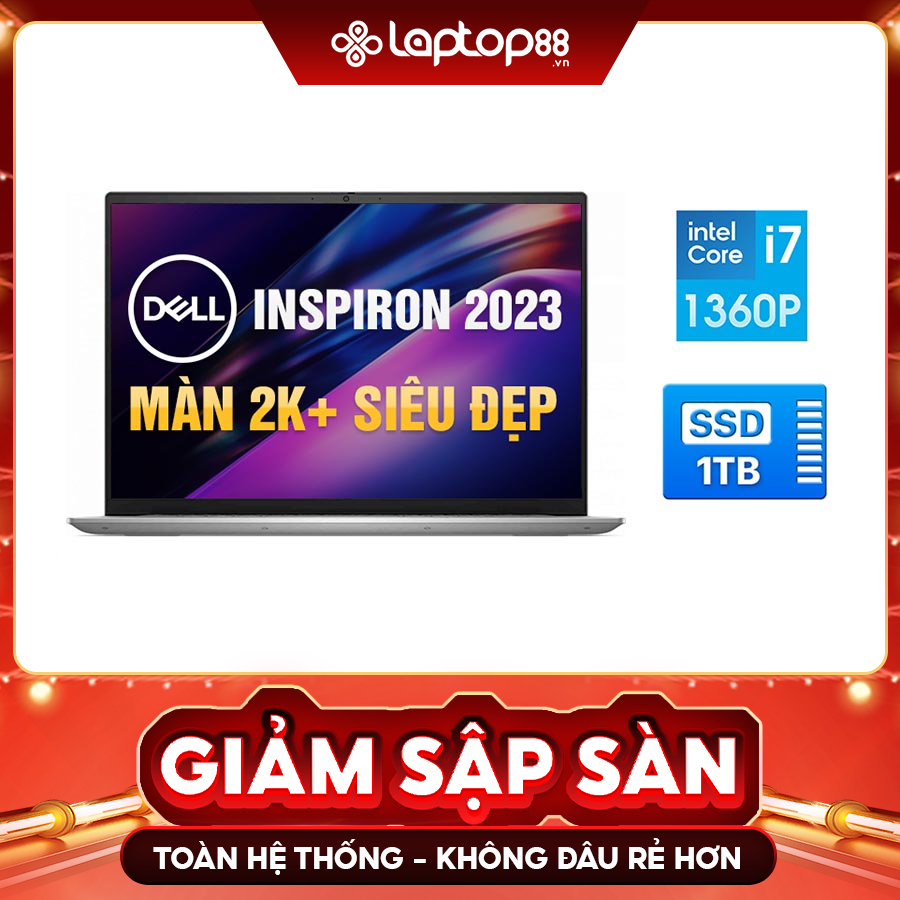 Laptop88
.vn
DELL
INSPIRON 2023
MÀN 2K+ SIÊU ĐẸP
intel
Core i7
1360P
SSD
1TB
GIẢM SẬP SÀN
TOÀN HỆ THỐNG - KHÔNG ĐÂU RẺ HƠN